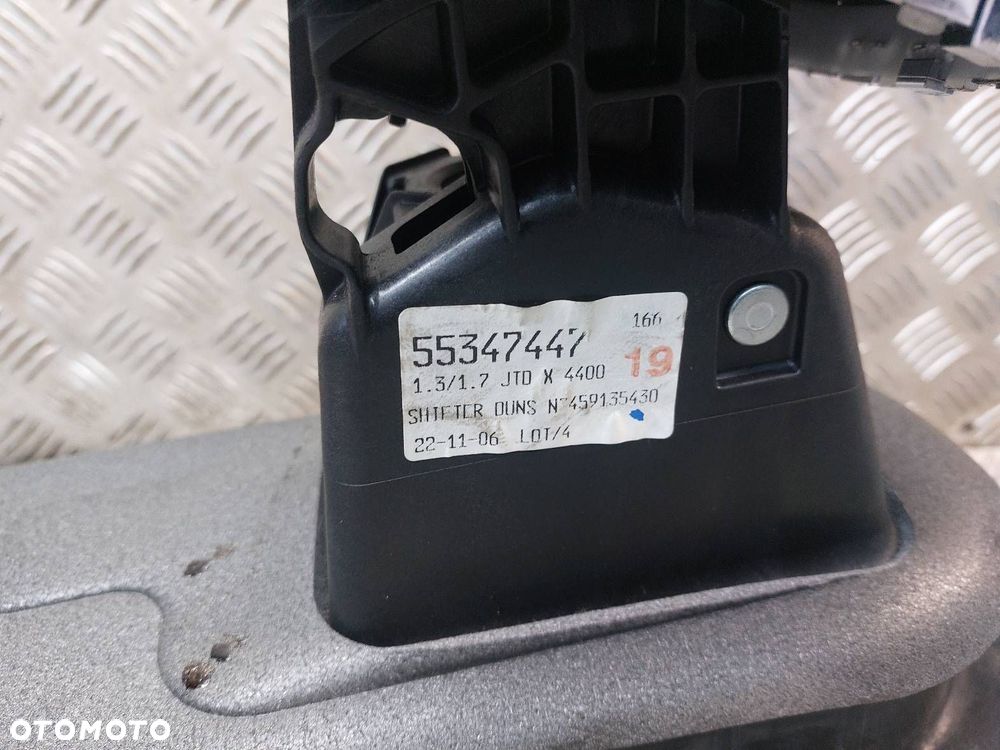 166
55347447
19
1.3/1.7 JTD X 4400
SHIFTER DUNS N°459135430
22-11-06 LOT/4
OTOMOTO